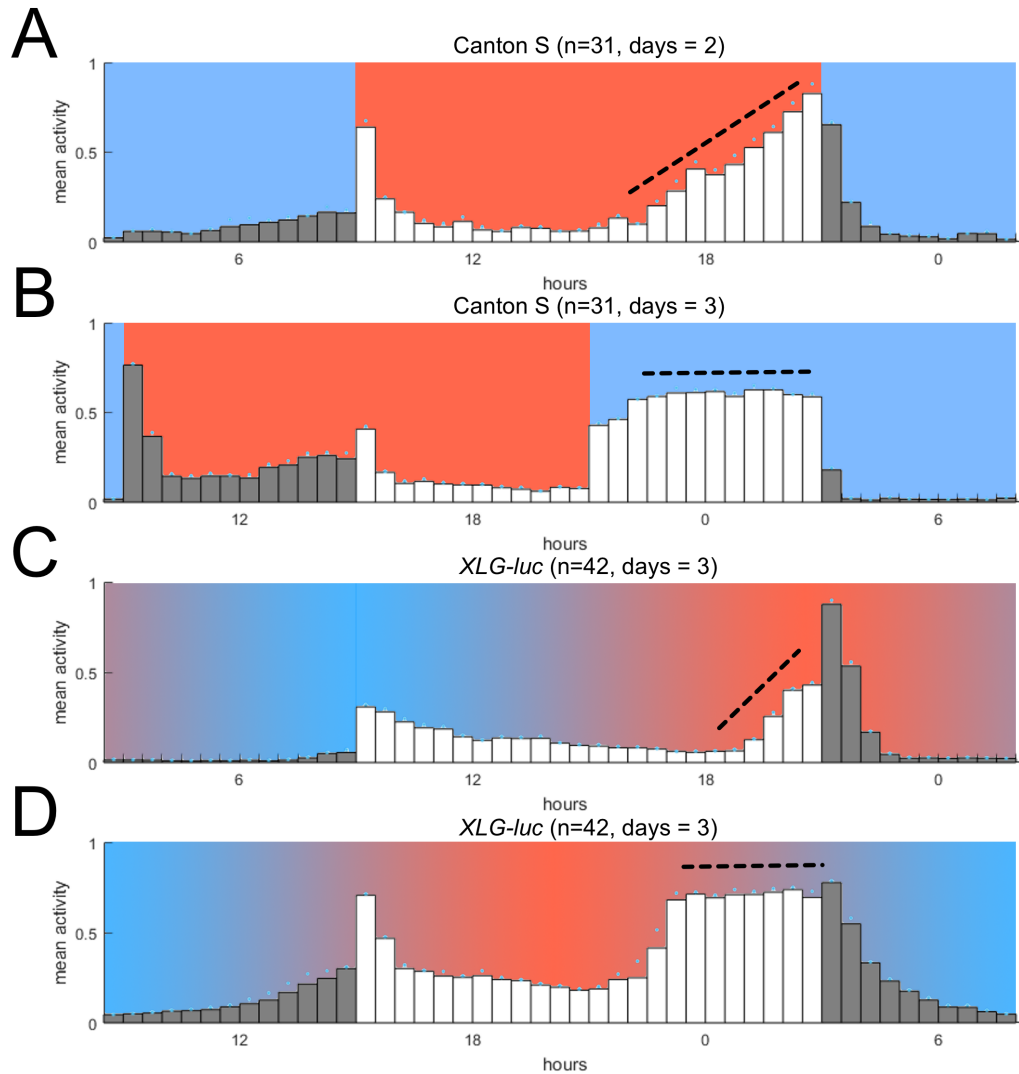 A
Canton S (n=31, days = 2)
1
0.5
0
mean activity
6
12
18
0
hours
B
Canton S (n=31, days = 3)
1
0.5
0
mean activity
12
18
0
6
hours
C
XLG-luc (n=42, days = 3)
1
0.5
0
mean activity
6
12
18
0
hours
D
XLG-luc (n=42, days = 3)
1
0.5
0
mean activity
12
18
0
6
hours